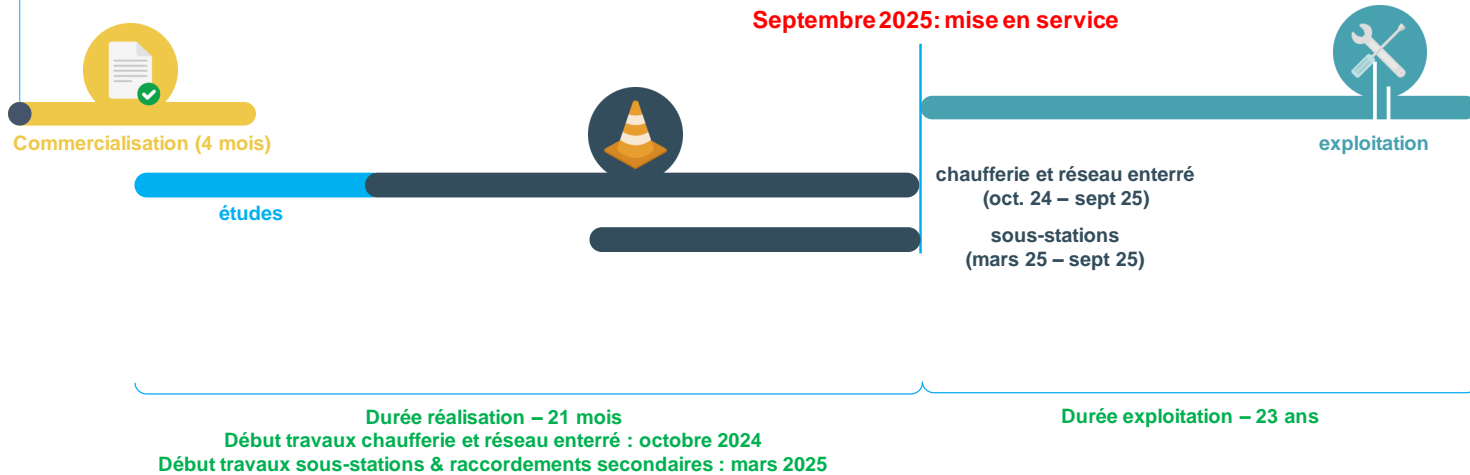 Septembre 2025: mise en service
Commercialisation (4 mois)
exploitation
études
chaufferie et réseau enterré
(oct. 24 – sept 25)
sous-stations
(mars 25 – sept 25)
Durée réalisation – 21 mois
Début travaux chaufferie et réseau enterré : octobre 2024
Début travaux sous-stations & raccordements secondaires : mars 2025
Durée exploitation – 23 ans